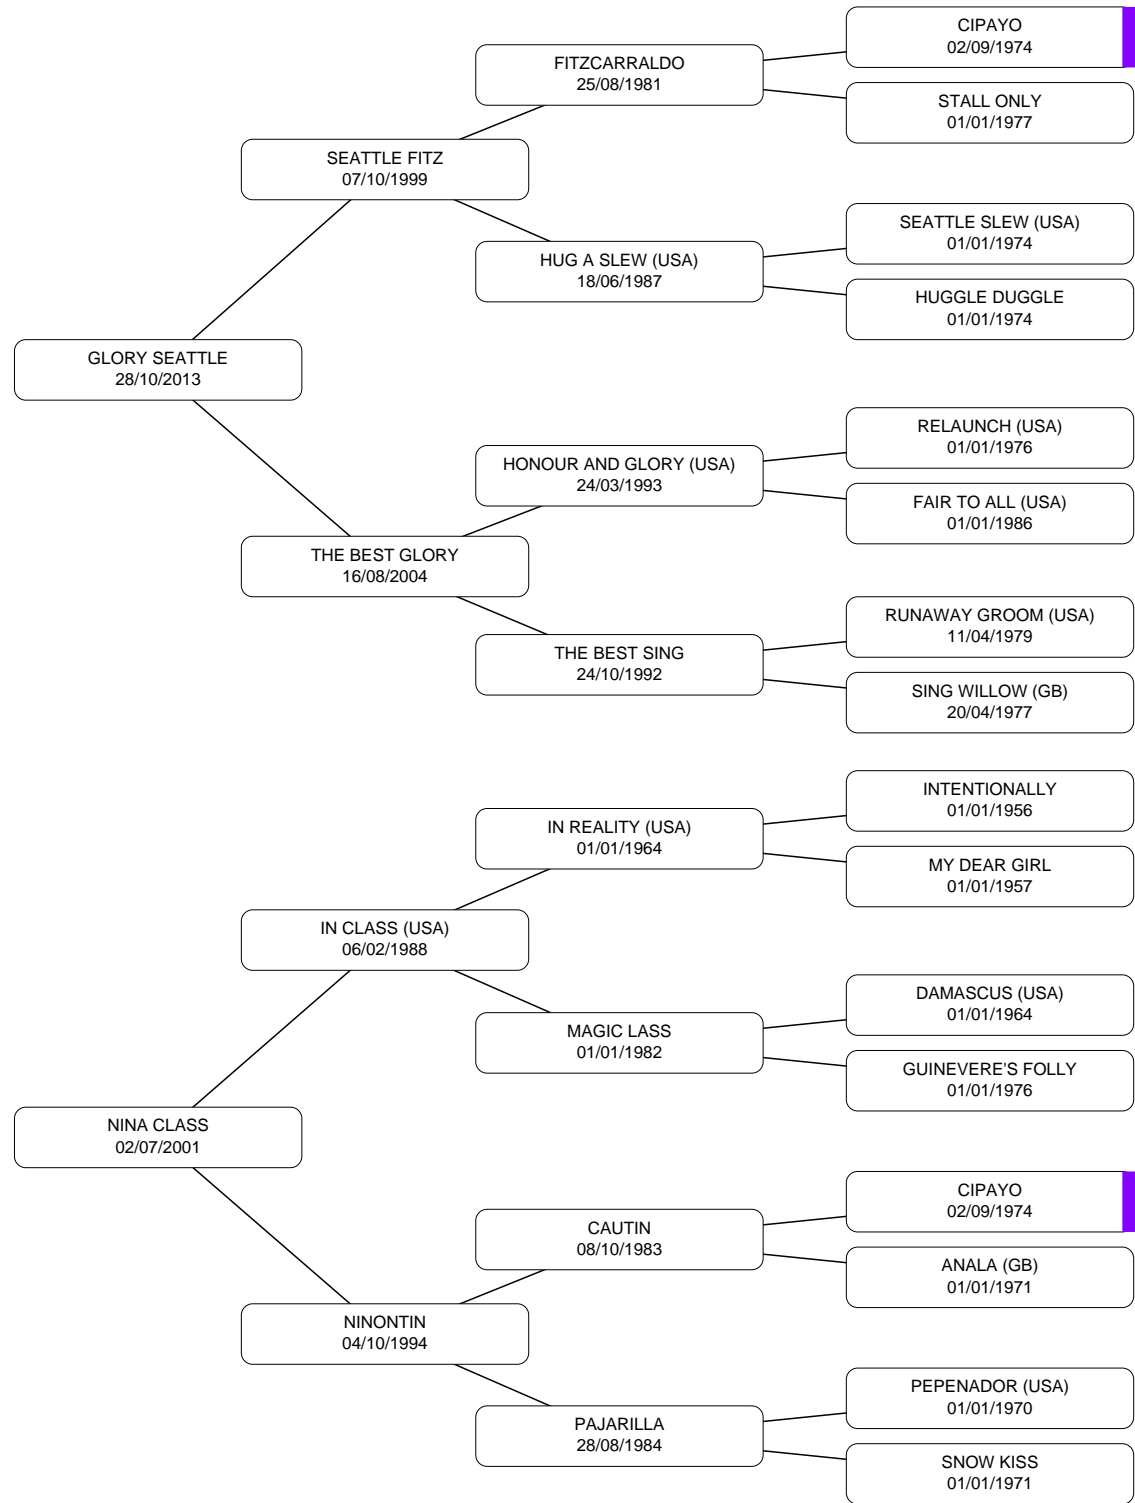 CIPAYO
02/09/1974
FITZCARRALDO
25/08/1981
STALL ONLY
01/01/1977
SEATTLE FITZ
07/10/1999
SEATTLE SLEW (USA)
01/01/1974
HUG A SLEW (USA)
18/06/1987
HUGGLE DUGGLE
01/01/1974
GLORY SEATTLE
28/10/2013
RELAUNCH (USA)
01/01/1976
HONOUR AND GLORY (USA)
24/03/1993
FAIR TO ALL (USA)
01/01/1986
THE BEST GLORY
16/08/2004
RUNAWAY GROOM (USA)
11/04/1979
THE BEST SING
24/10/1992
SING WILLOW (GB)
20/04/1977
INTENTIONALLY
01/01/1956
IN REALITY (USA)
01/01/1964
MY DEAR GIRL
01/01/1957
IN CLASS (USA)
06/02/1988
DAMASCUS (USA)
01/01/1964
MAGIC LASS
01/01/1982
GUINEVERE'S FOLLY
01/01/1976
NINA CLASS
02/07/2001
CIPAYO
02/09/1974
CAUTIN
08/10/1983
ANALA (GB)
01/01/1971
NINONTIN
04/10/1994
PEPENADOR (USA)
01/01/1970
PAJARILLA
28/08/1984
SNOW KISS
01/01/1971